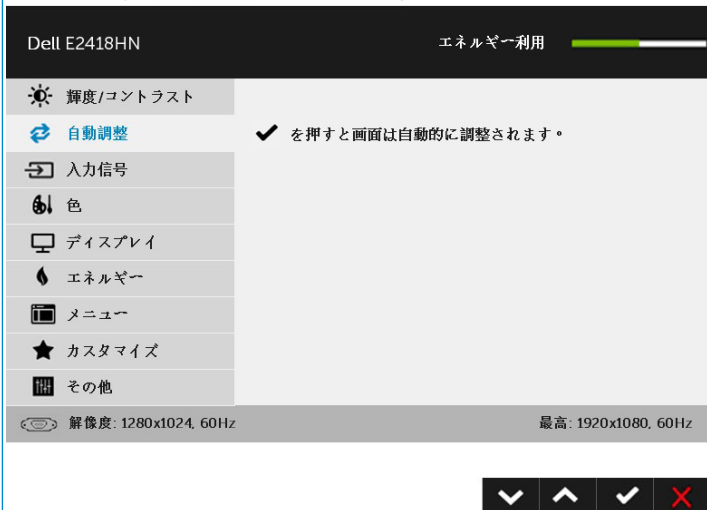 Dell E2418HN
エネルギー利用
輝度/コントラスト
自動調整
を押すと画面は自動的に調整されます。
入力信号
色
ディスプレイ
エネルギー
メニュー
カスタマイズ
その他
解像度: 1280x1024, 60Hz
最高: 1920x1080, 60Hz